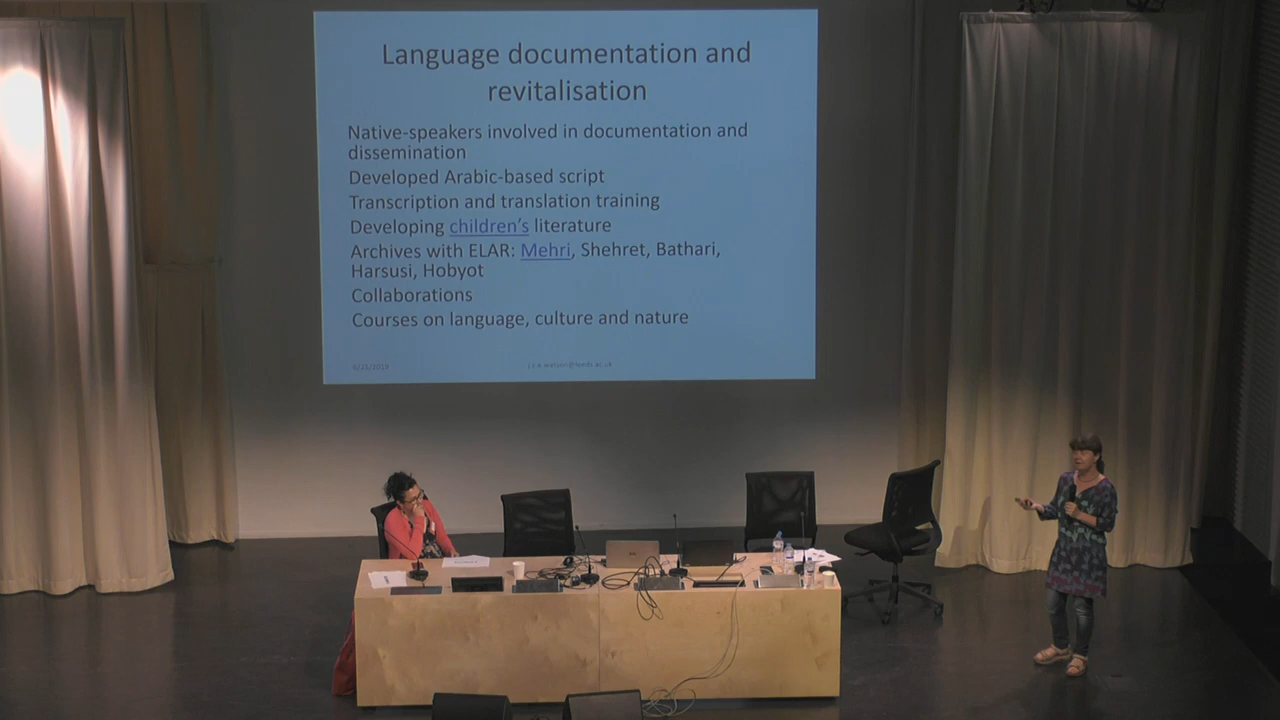 Language documentation and
revitalisation
Native-speakers involved in documentation and
dissemination
Developed Arabic-based script
Transcription and translation training
Developing children's literature
Archives with ELAR: Mehri, Shehret, Bathari,
Harsusi, Hobyot
Collaborations
Courses on language, culture and nature